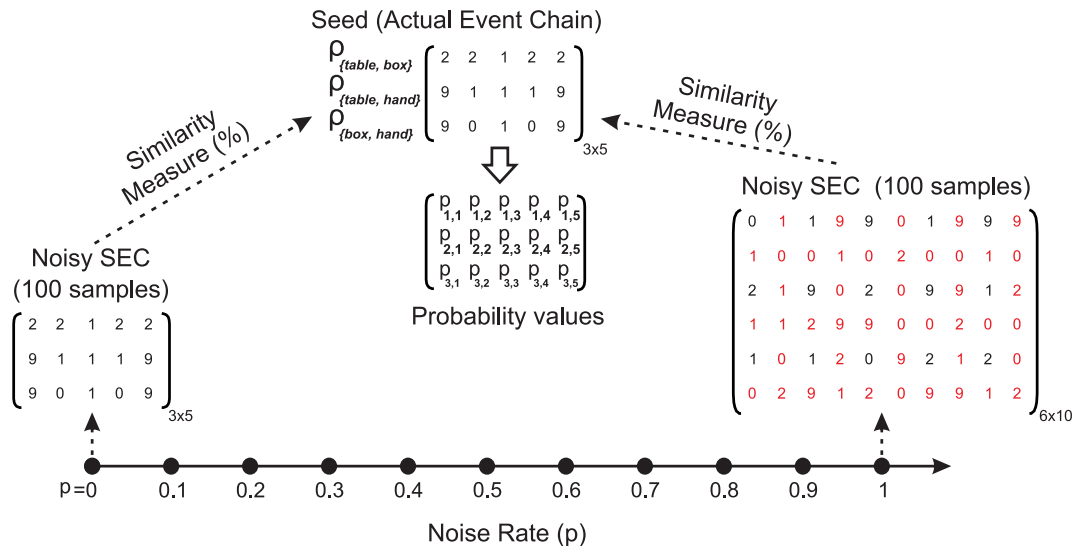 Seed (Actual Event Chain)
ρ{table, box} 2 2 1 2 2
ρ{table, hand} 9 1 1 1 9
ρ{box, hand} 9 0 1 0 9
3x5
Similarity
Measure (%)
Similarity
Measure (%)
p1,1 p1,2 p1,3 p1,4 p1,5
p2,1 p2,2 p2,3 p2,4 p2,5
p3,1 p3,2 p3,3 p3,4 p3,5
Probability values
Noisy SEC
(100 samples)
2 2 1 2 2
9 1 1 1 9
9 0 1 0 9
3x5
Noisy SEC (100 samples)
0 1 1 9 9 0 1 9 9 9
1 0 0 1 0 2 0 0 1 0
2 1 9 0 2 0 9 9 1 2
1 1 2 9 9 0 0 2 0 0
1 0 1 2 0 9 2 1 2 0
0 2 9 1 2 0 9 9 1 2
6x10
p=0 0.1 0.2 0.3 0.4 0.5 0.6 0.7 0.8 0.9 1
Noise Rate (p)